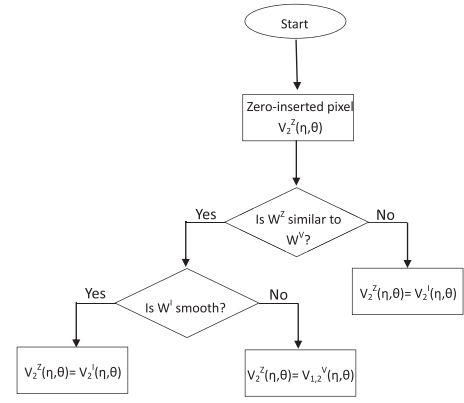 Start
Zero-inserted pixel
V₂ᶻ(η,θ)
Is Wᶻ similar to
Wⱽ?
Yes
No
V₂ᶻ(η,θ)= V₂ᴵ(η,θ)
Is Wᴵ smooth?
Yes
No
V₂ᶻ(η,θ)= V₂ᴵ(η,θ)
V₂ᶻ(η,θ)= V₁,₂ⱽ(η,θ)